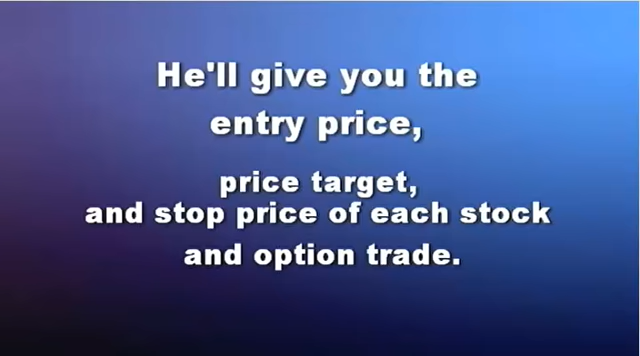 He'll give you the
entry price,
price target,
and stop price of each stock
and option trade.